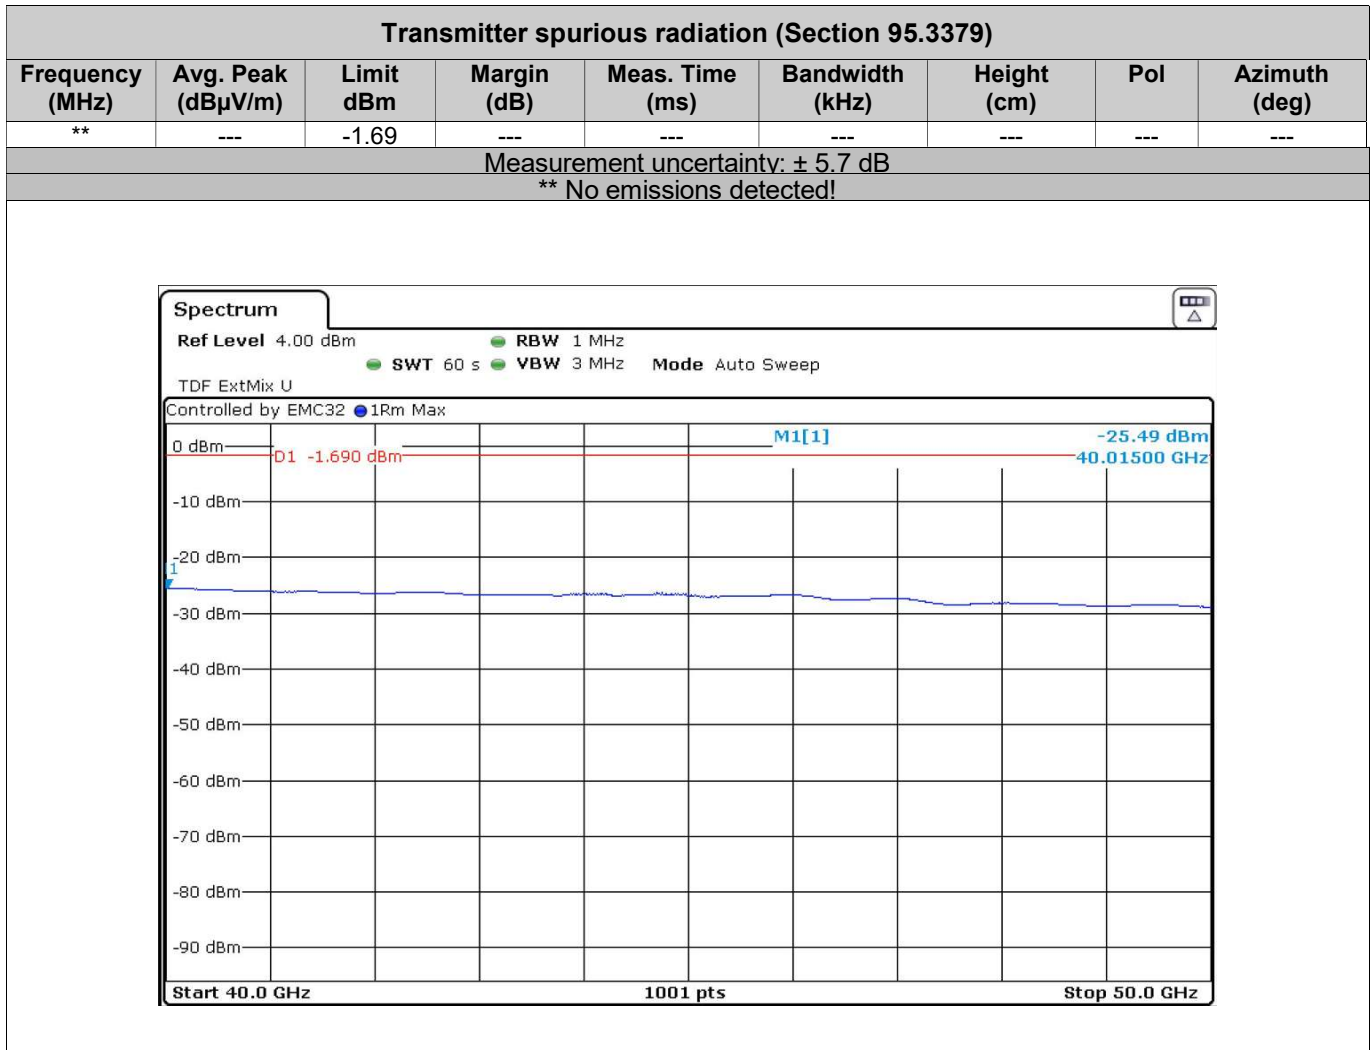 Transmitter spurious radiation (Section 95.3379)
Frequency (MHz) Avg. Peak (dBµV/m) Limit dBm Margin (dB) Meas. Time (ms) Bandwidth (kHz) Height (cm) Pol Azimuth (deg)
** --- -1.69 --- --- --- --- --- ---
Measurement uncertainty: ± 5.7 dB
** No emissions detected!
Spectrum
Ref Level 4.00 dBm RBW 1 MHz
SWT 60 s VBW 3 MHz Mode Auto Sweep
TDF ExtMix U
Controlled by EMC32 1Rm Max
M1[1] -25.49 dBm
0 dBm
D1 -1.690 dBm 40.01500 GHz
-10 dBm
-20 dBm
1
-30 dBm
-40 dBm
-50 dBm
-60 dBm
-70 dBm
-80 dBm
-90 dBm
Start 40.0 GHz 1001 pts Stop 50.0 GHz